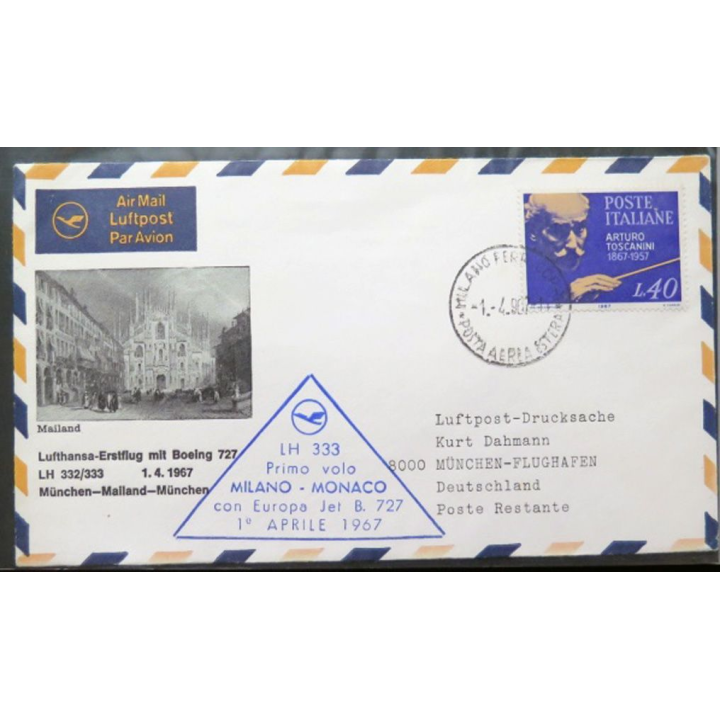 Air Mail
Luftpost
Par Avion
POSTE
ITALIANE
ARTURO
TOSCANINI
1867-1957
L.40
1967
MILANO
POSTA AEREA ESTERA
Mailand
Lufthansa-Erstflug mit Boeing 727
LH 332/333 1.4.1967
München–Mailand–München
LH 333
Primo volo
MILANO - MONACO
con Europa Jet B. 727
1º APRILE 1967
Luftpost-Drucksache
Kurt Dahmann
8000 MÜNCHEN-FLUGHAFEN
Deutschland
Poste Restante